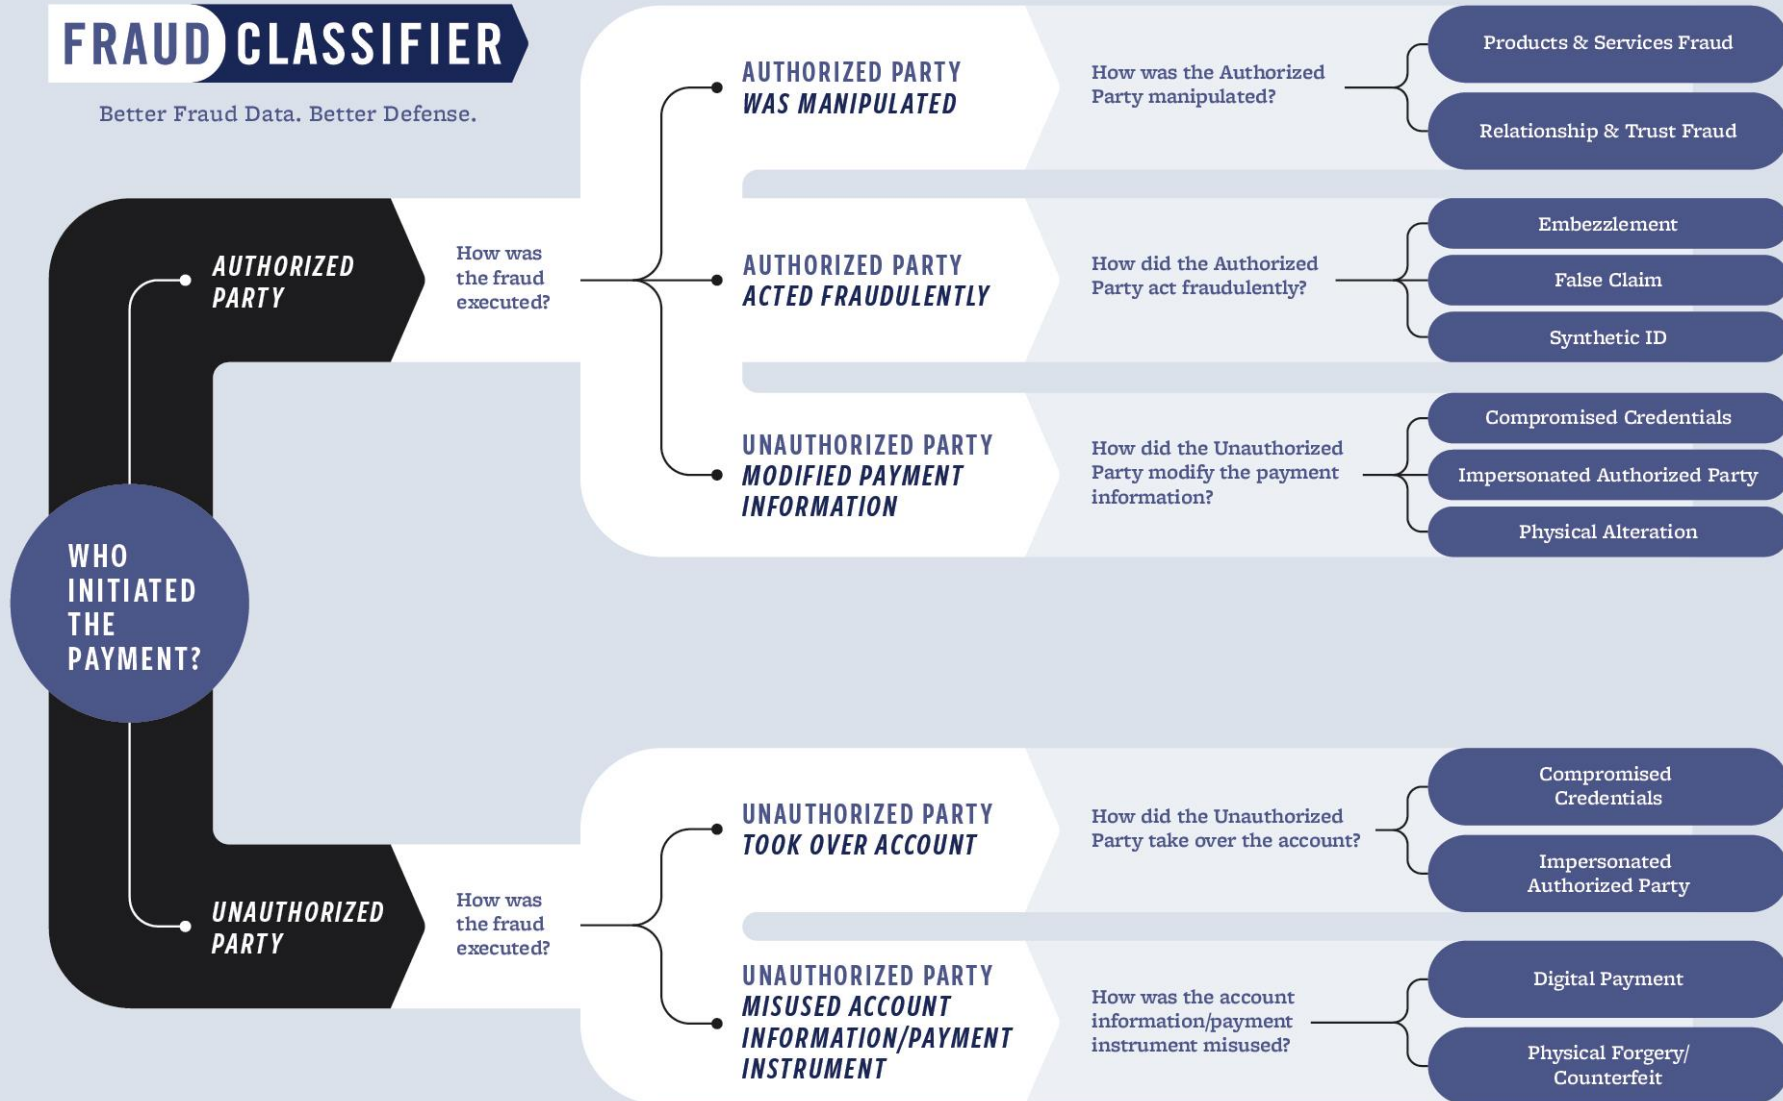 FRAUD CLASSIFIER
Better Fraud Data. Better Defense.
WHO
INITIATED
THE
PAYMENT?
AUTHORIZED
PARTY
How was
the fraud
executed?
AUTHORIZED PARTY
WAS MANIPULATED
How was the Authorized
Party manipulated?
Products & Services Fraud
Relationship & Trust Fraud
AUTHORIZED PARTY
ACTED FRAUDULENTLY
How did the Authorized
Party act fraudulently?
Embezzlement
False Claim
Synthetic ID
UNAUTHORIZED PARTY
MODIFIED PAYMENT
INFORMATION
How did the Unauthorized
Party modify the payment
information?
Compromised Credentials
Impersonated Authorized Party
Physical Alteration
UNAUTHORIZED
PARTY
How was
the fraud
executed?
UNAUTHORIZED PARTY
TOOK OVER ACCOUNT
How did the Unauthorized
Party take over the account?
Compromised
Credentials
Impersonated
Authorized Party
UNAUTHORIZED PARTY
MISUSED ACCOUNT
INFORMATION/PAYMENT
INSTRUMENT
How was the account
information/payment
instrument misused?
Digital Payment
Physical Forgery/
Counterfeit